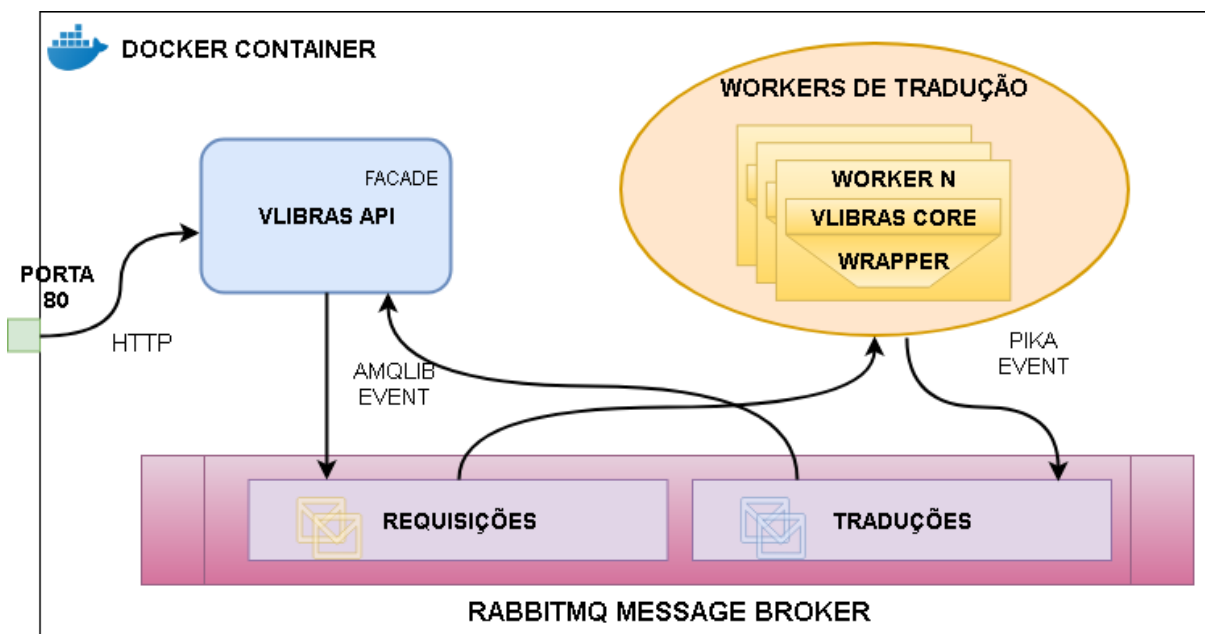 DOCKER CONTAINER
WORKERS DE TRADUÇÃO
FACADE
VLIBRAS API
WORKER N
VLIBRAS CORE
WRAPPER
PORTA
80
HTTP
AMQLIB
EVENT
PIKA
EVENT
REQUISIÇÕES
TRADUÇÕES
RABBITMQ MESSAGE BROKER